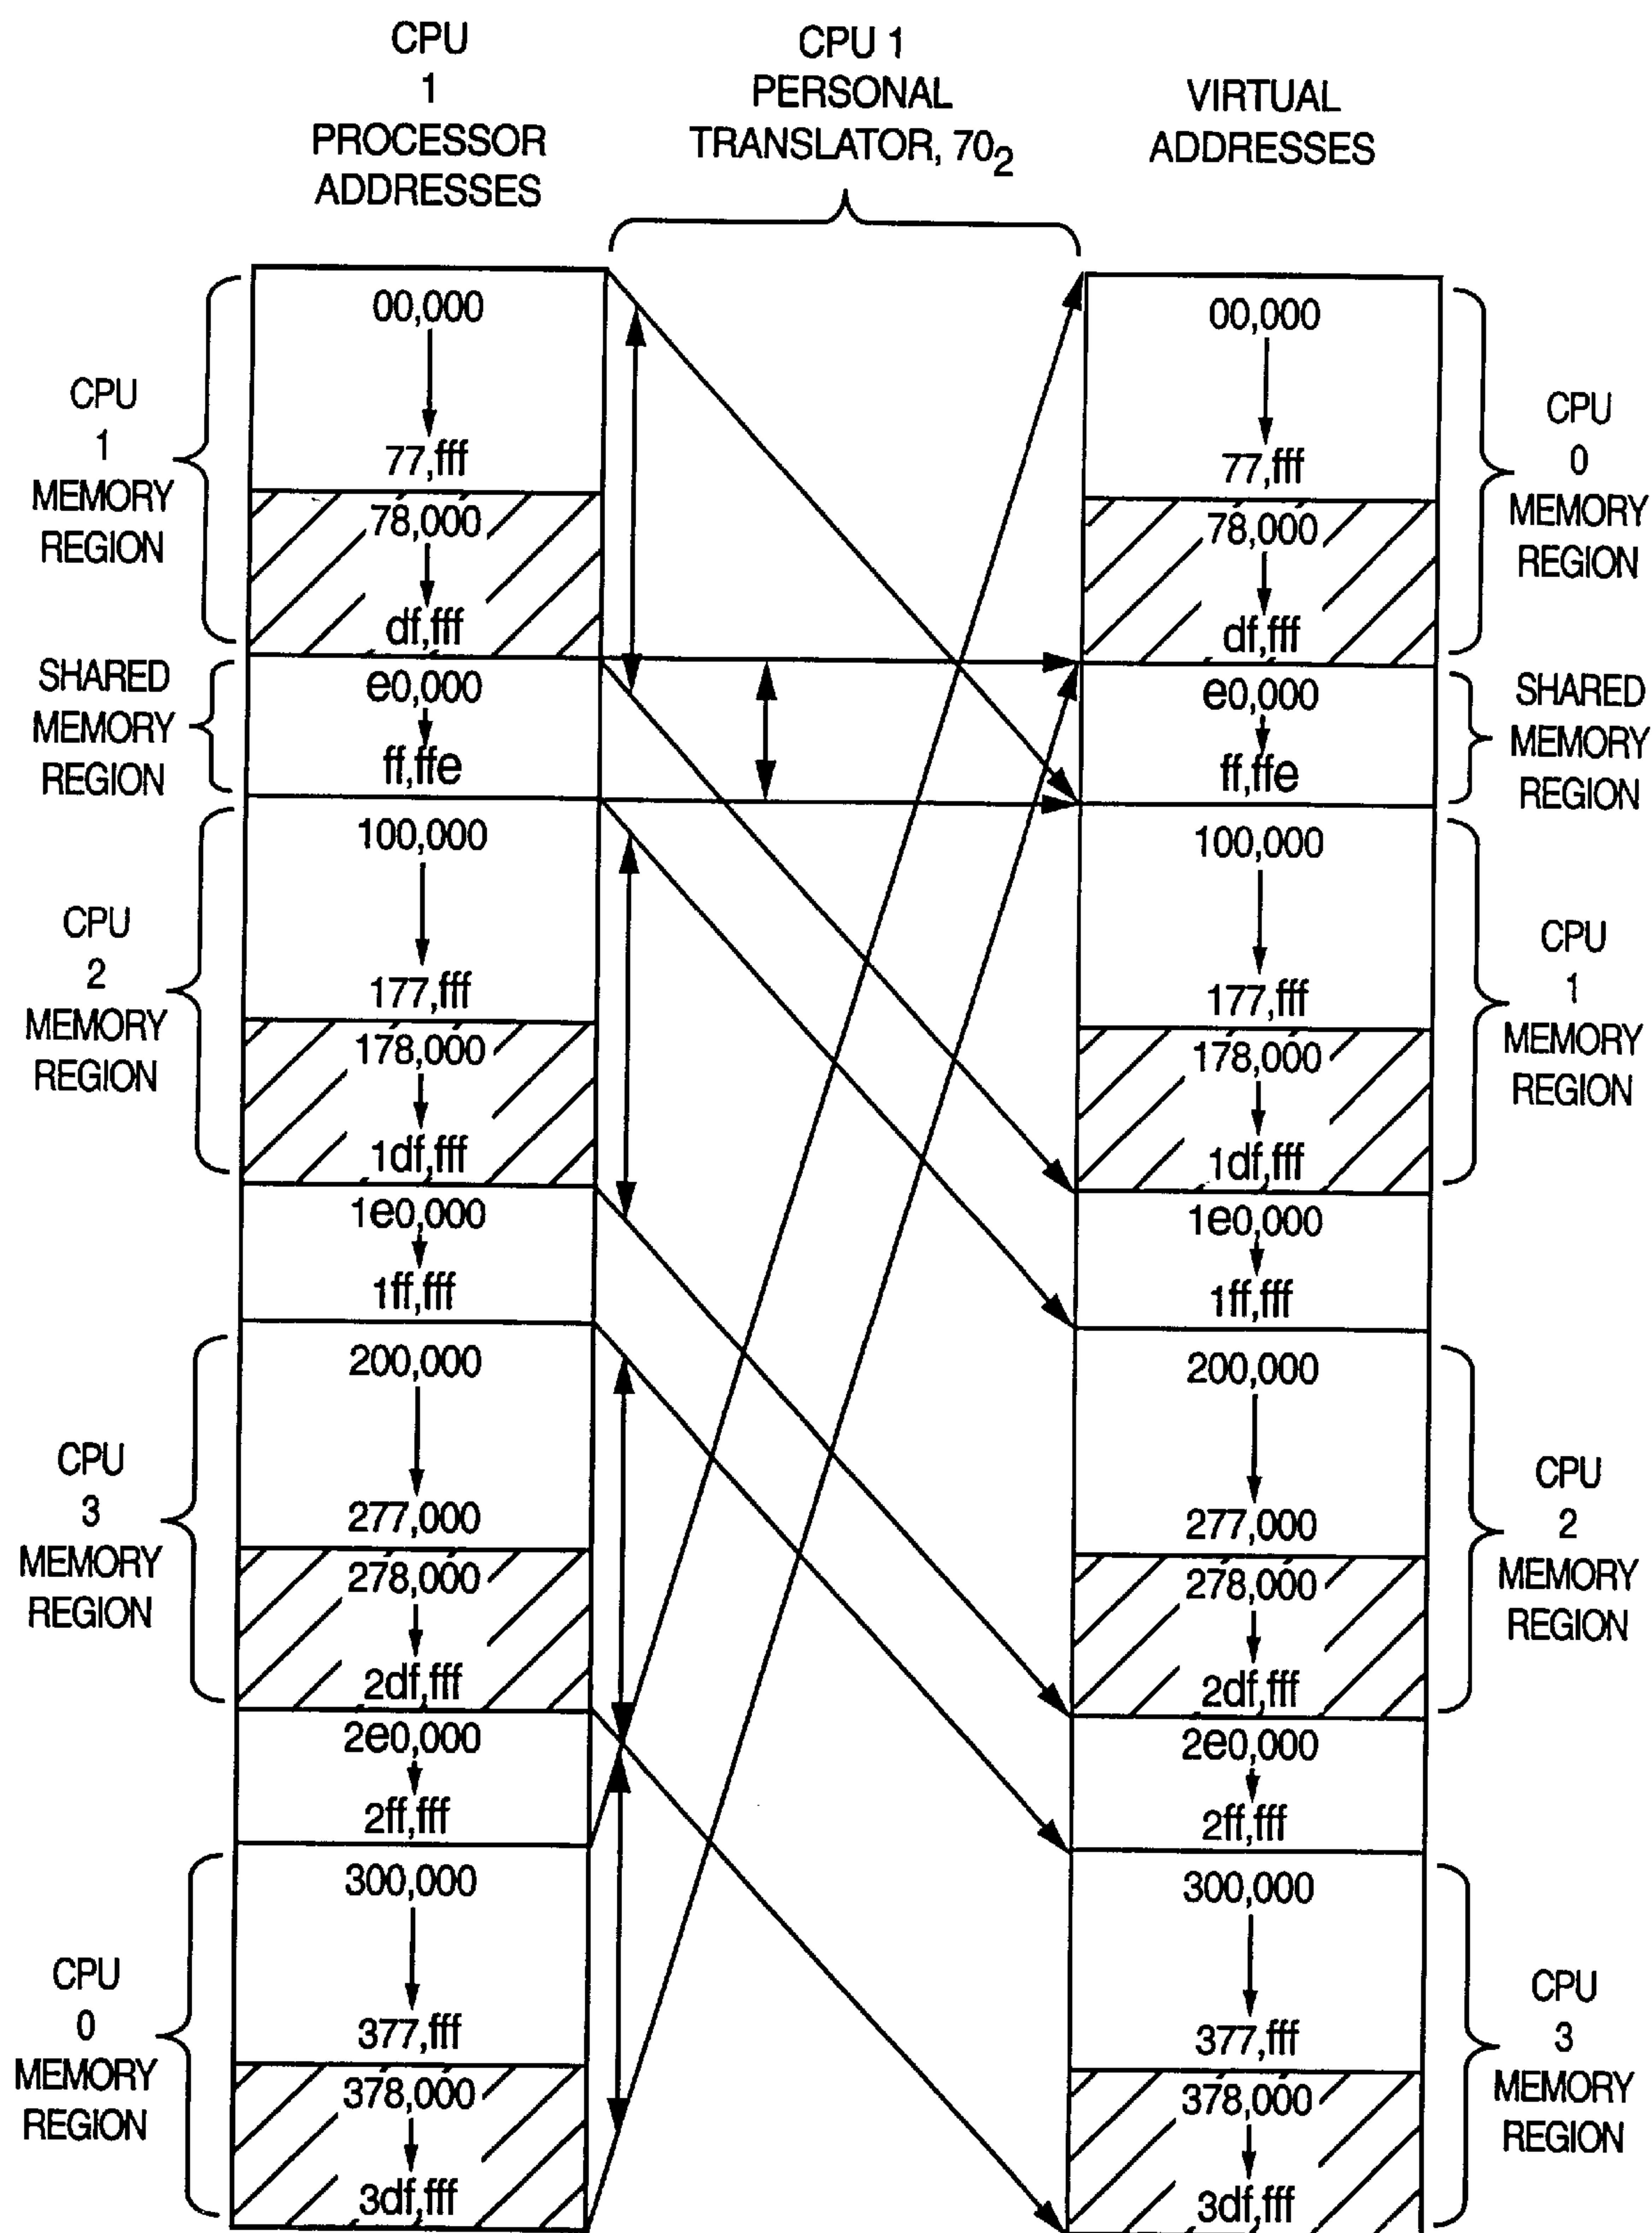 CPU
1
PROCESSOR
ADDRESSES
CPU 1
PERSONAL
TRANSLATOR, 70₂
VIRTUAL
ADDRESSES
CPU
1
MEMORY
REGION
SHARED
MEMORY
REGION
CPU
2
MEMORY
REGION
CPU
3
MEMORY
REGION
CPU
0
MEMORY
REGION
00,000
77,fff
78,000
df,fff
e0,000
ff,ffe
100,000
177,fff
178,000
1df,fff
1e0,000
1ff,fff
200,000
277,000
278,000
2df,fff
2e0,000
2ff,fff
300,000
377,fff
378,000
3df,fff
00,000
77,fff
78,000
df,fff
e0,000
ff,ffe
100,000
177,fff
178,000
1df,fff
1e0,000
1ff,fff
200,000
277,000
278,000
2df,fff
2e0,000
2ff,fff
300,000
377,fff
378,000
3df,fff
CPU
0
MEMORY
REGION
SHARED
MEMORY
REGION
CPU
1
MEMORY
REGION
CPU
2
MEMORY
REGION
CPU
3
MEMORY
REGION